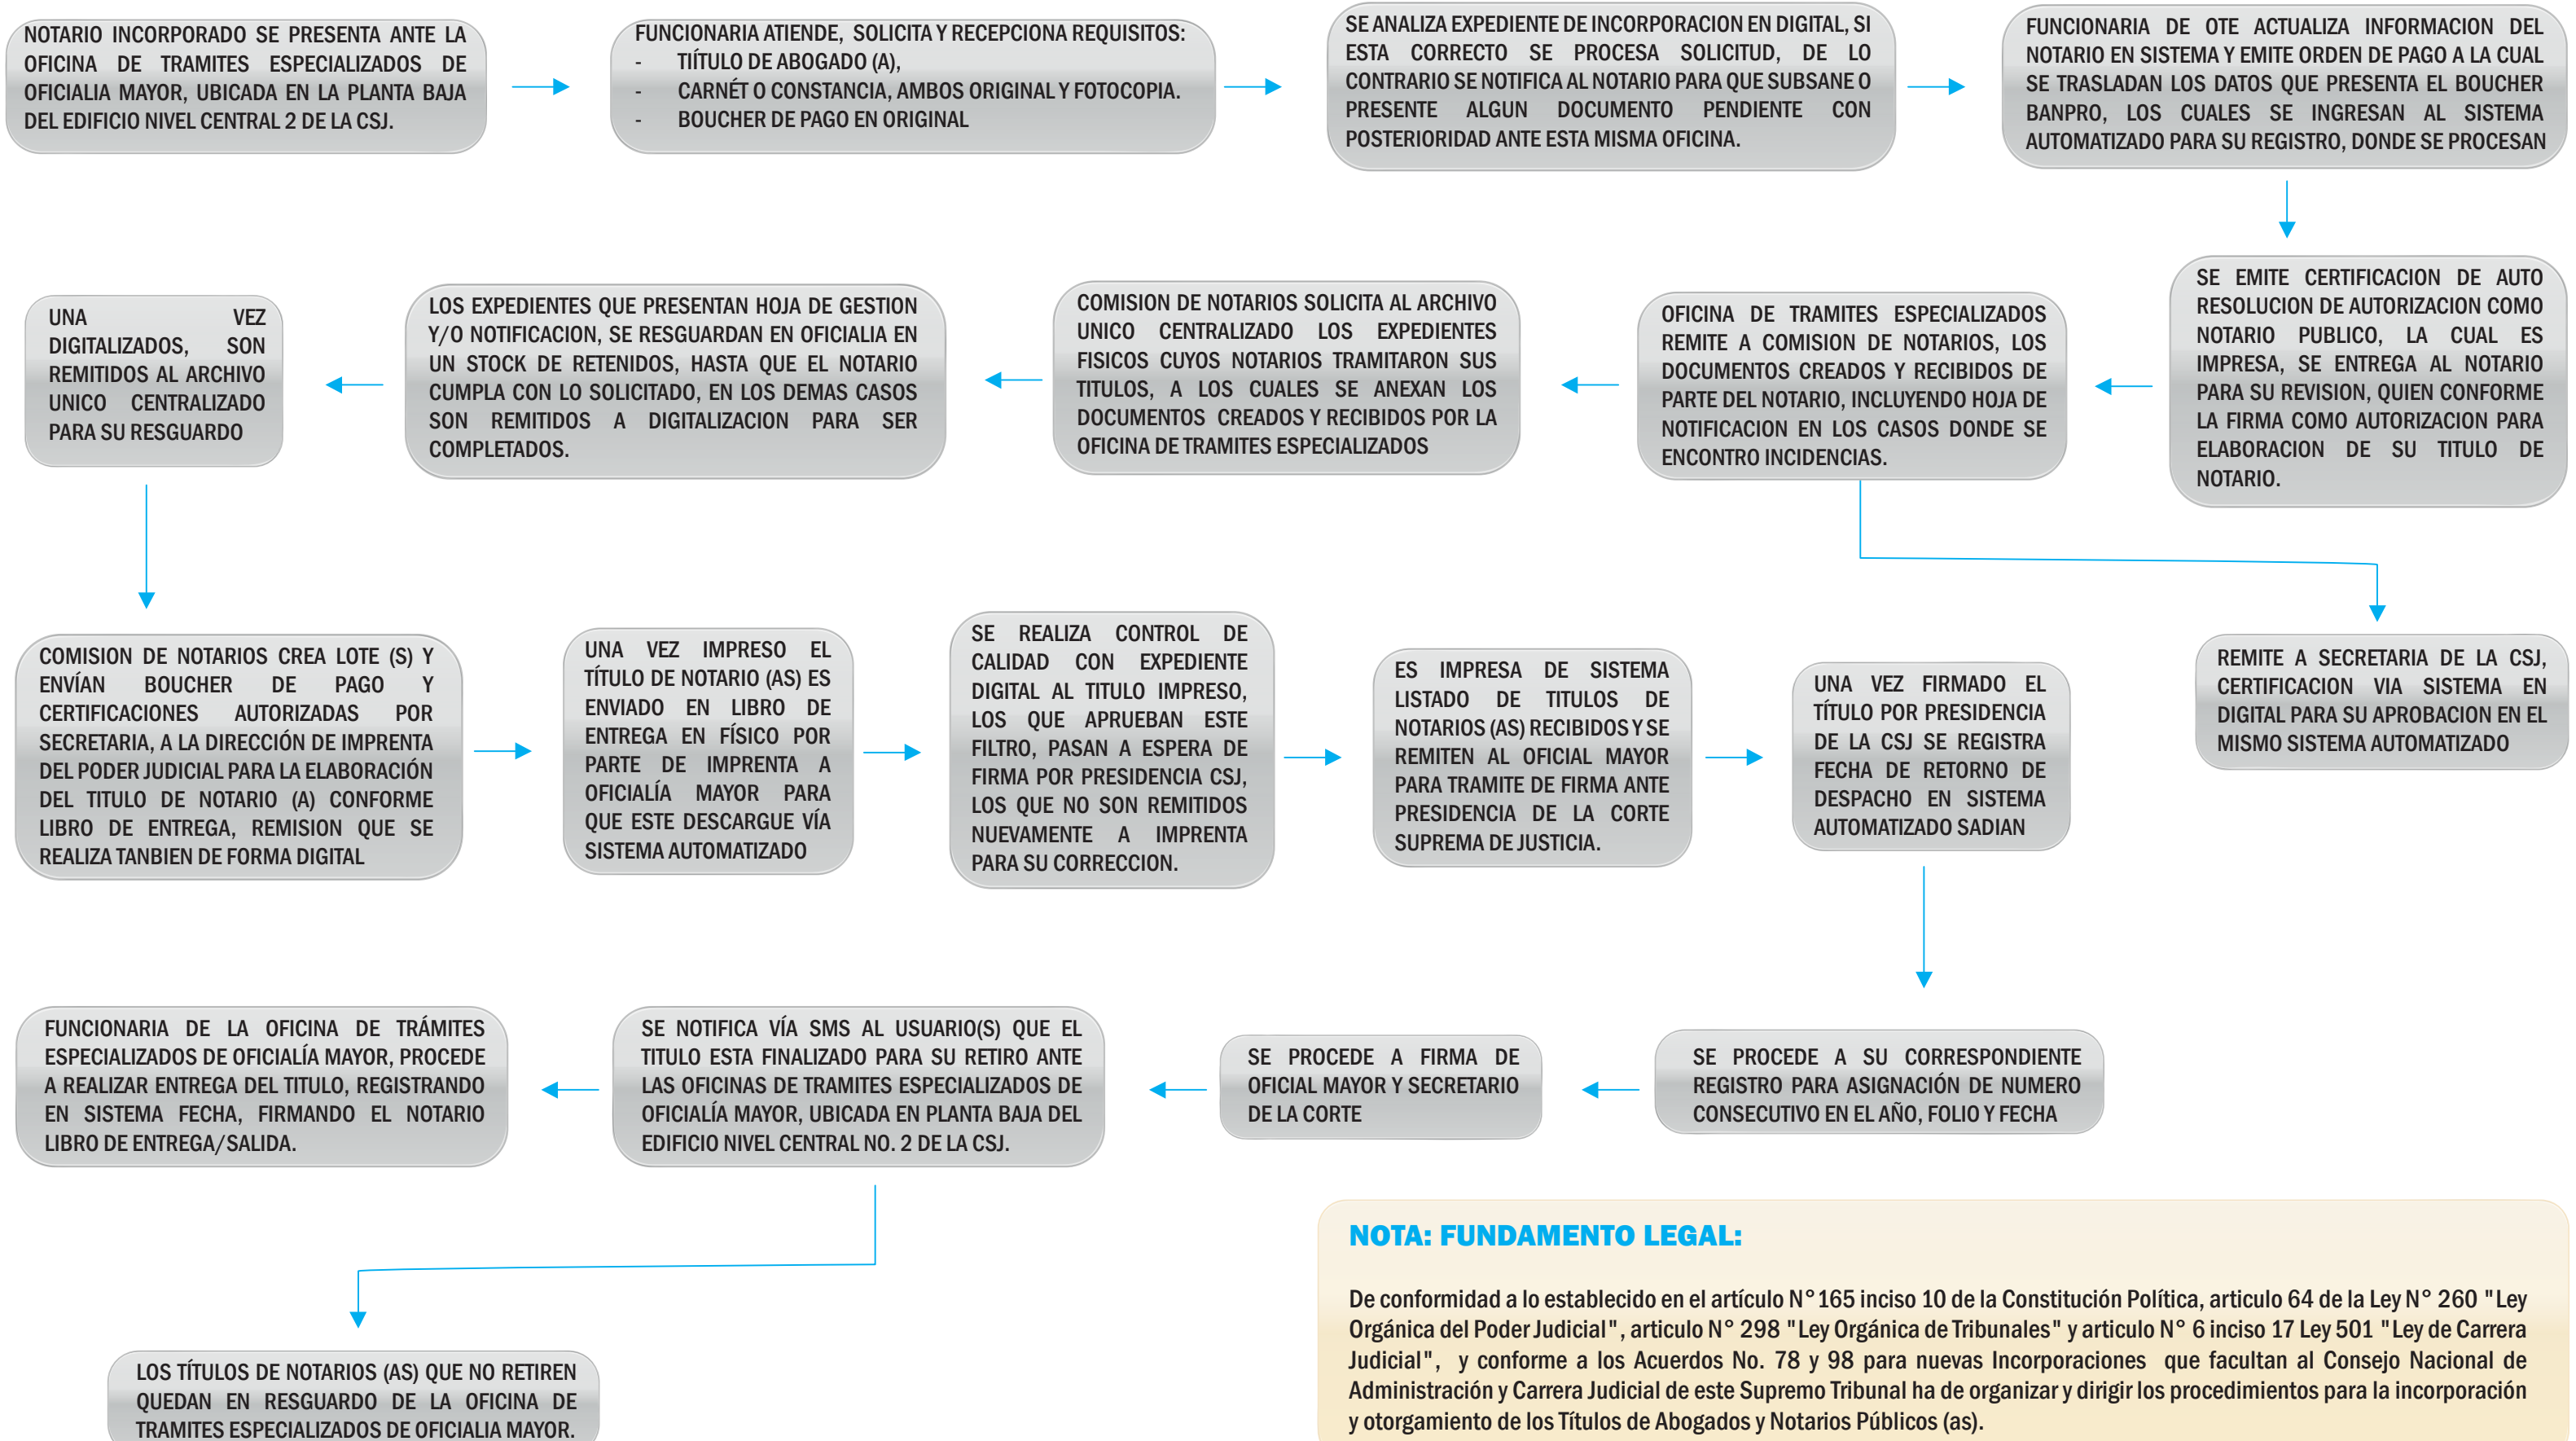 NOTARIO INCORPORADO SE PRESENTA ANTE LA
OFICINA DE TRAMITES ESPECIALIZADOS DE
OFICIALIA MAYOR, UBICADA EN LA PLANTA BAJA
DEL EDIFICIO NIVEL CENTRAL 2 DE LA CSJ.
FUNCIONARIA ATIENDE, SOLICITA Y RECEPCIONA REQUISITOS:
- TIÍTULO DE ABOGADO (A),
- CARNÉT O CONSTANCIA, AMBOS ORIGINAL Y FOTOCOPIA.
- BOUCHER DE PAGO EN ORIGINAL
SE ANALIZA EXPEDIENTE DE INCORPORACION EN DIGITAL, SI
ESTA CORRECTO SE PROCESA SOLICITUD, DE LO
CONTRARIO SE NOTIFICA AL NOTARIO PARA QUE SUBSANE O
PRESENTE ALGUN DOCUMENTO PENDIENTE CON
POSTERIORIDAD ANTE ESTA MISMA OFICINA.
FUNCIONARIA DE OTE ACTUALIZA INFORMACION DEL
NOTARIO EN SISTEMA Y EMITE ORDEN DE PAGO A LA CUAL
SE TRASLADAN LOS DATOS QUE PRESENTA EL BOUCHER
BANPRO, LOS CUALES SE INGRESAN AL SISTEMA
AUTOMATIZADO PARA SU REGISTRO, DONDE SE PROCESAN
SE EMITE CERTIFICACION DE AUTO
RESOLUCION DE AUTORIZACION COMO
NOTARIO PUBLICO, LA CUAL ES
IMPRESA, SE ENTREGA AL NOTARIO
PARA SU REVISION, QUIEN CONFORME
LA FIRMA COMO AUTORIZACION PARA
ELABORACION DE SU TITULO DE
NOTARIO.
OFICINA DE TRAMITES ESPECIALIZADOS
REMITE A COMISION DE NOTARIOS, LOS
DOCUMENTOS CREADOS Y RECIBIDOS DE
PARTE DEL NOTARIO, INCLUYENDO HOJA DE
NOTIFICACION EN LOS CASOS DONDE SE
ENCONTRO INCIDENCIAS.
COMISION DE NOTARIOS SOLICITA AL ARCHIVO
UNICO CENTRALIZADO LOS EXPEDIENTES
FISICOS CUYOS NOTARIOS TRAMITARON SUS
TITULOS, A LOS CUALES SE ANEXAN LOS
DOCUMENTOS CREADOS Y RECIBIDOS POR LA
OFICINA DE TRAMITES ESPECIALIZADOS
LOS EXPEDIENTES QUE PRESENTAN HOJA DE GESTION
Y/O NOTIFICACION, SE RESGUARDAN EN OFICIALIA EN
UN STOCK DE RETENIDOS, HASTA QUE EL NOTARIO
CUMPLA CON LO SOLICITADO, EN LOS DEMAS CASOS
SON REMITIDOS A DIGITALIZACION PARA SER
COMPLETADOS.
UNA VEZ
DIGITALIZADOS, SON
REMITIDOS AL ARCHIVO
UNICO CENTRALIZADO
PARA SU RESGUARDO
COMISION DE NOTARIOS CREA LOTE (S) Y
ENVÍAN BOUCHER DE PAGO Y
CERTIFICACIONES AUTORIZADAS POR
SECRETARIA, A LA DIRECCIÓN DE IMPRENTA
DEL PODER JUDICIAL PARA LA ELABORACIÓN
DEL TITULO DE NOTARIO (A) CONFORME
LIBRO DE ENTREGA, REMISION QUE SE
REALIZA TANBIEN DE FORMA DIGITAL
UNA VEZ IMPRESO EL
TÍTULO DE NOTARIO (AS) ES
ENVIADO EN LIBRO DE
ENTREGA EN FÍSICO POR
PARTE DE IMPRENTA A
OFICIALÍA MAYOR PARA
QUE ESTE DESCARGUE VÍA
SISTEMA AUTOMATIZADO
SE REALIZA CONTROL DE
CALIDAD CON EXPEDIENTE
DIGITAL AL TITULO IMPRESO,
LOS QUE APRUEBAN ESTE
FILTRO, PASAN A ESPERA DE
FIRMA POR PRESIDENCIA CSJ,
LOS QUE NO SON REMITIDOS
NUEVAMENTE A IMPRENTA
PARA SU CORRECCION.
ES IMPRESA DE SISTEMA
LISTADO DE TITULOS DE
NOTARIOS (AS) RECIBIDOS Y SE
REMITEN AL OFICIAL MAYOR
PARA TRAMITE DE FIRMA ANTE
PRESIDENCIA DE LA CORTE
SUPREMA DE JUSTICIA.
UNA VEZ FIRMADO EL
TÍTULO POR PRESIDENCIA
DE LA CSJ SE REGISTRA
FECHA DE RETORNO DE
DESPACHO EN SISTEMA
AUTOMATIZADO SADIAN
REMITE A SECRETARIA DE LA CSJ,
CERTIFICACION VIA SISTEMA EN
DIGITAL PARA SU APROBACION EN EL
MISMO SISTEMA AUTOMATIZADO
SE PROCEDE A SU CORRESPONDIENTE
REGISTRO PARA ASIGNACIÓN DE NUMERO
CONSECUTIVO EN EL AÑO, FOLIO Y FECHA
SE PROCEDE A FIRMA DE
OFICIAL MAYOR Y SECRETARIO
DE LA CORTE
SE NOTIFICA VÍA SMS AL USUARIO(S) QUE EL
TITULO ESTA FINALIZADO PARA SU RETIRO ANTE
LAS OFICINAS DE TRAMITES ESPECIALIZADOS DE
OFICIALÍA MAYOR, UBICADA EN PLANTA BAJA DEL
EDIFICIO NIVEL CENTRAL NO. 2 DE LA CSJ.
FUNCIONARIA DE LA OFICINA DE TRÁMITES
ESPECIALIZADOS DE OFICIALÍA MAYOR, PROCEDE
A REALIZAR ENTREGA DEL TITULO, REGISTRANDO
EN SISTEMA FECHA, FIRMANDO EL NOTARIO
LIBRO DE ENTREGA/SALIDA.
LOS TÍTULOS DE NOTARIOS (AS) QUE NO RETIREN
QUEDAN EN RESGUARDO DE LA OFICINA DE
TRAMITES ESPECIALIZADOS DE OFICIALIA MAYOR.
NOTA: FUNDAMENTO LEGAL:
De conformidad a lo establecido en el artículo N°165 inciso 10 de la Constitución Política, articulo 64 de la Ley N° 260 "Ley
Orgánica del Poder Judicial", articulo N° 298 "Ley Orgánica de Tribunales" y articulo N° 6 inciso 17 Ley 501 "Ley de Carrera
Judicial", y conforme a los Acuerdos No. 78 y 98 para nuevas Incorporaciones que facultan al Consejo Nacional de
Administración y Carrera Judicial de este Supremo Tribunal ha de organizar y dirigir los procedimientos para la incorporación
y otorgamiento de los Títulos de Abogados y Notarios Públicos (as).